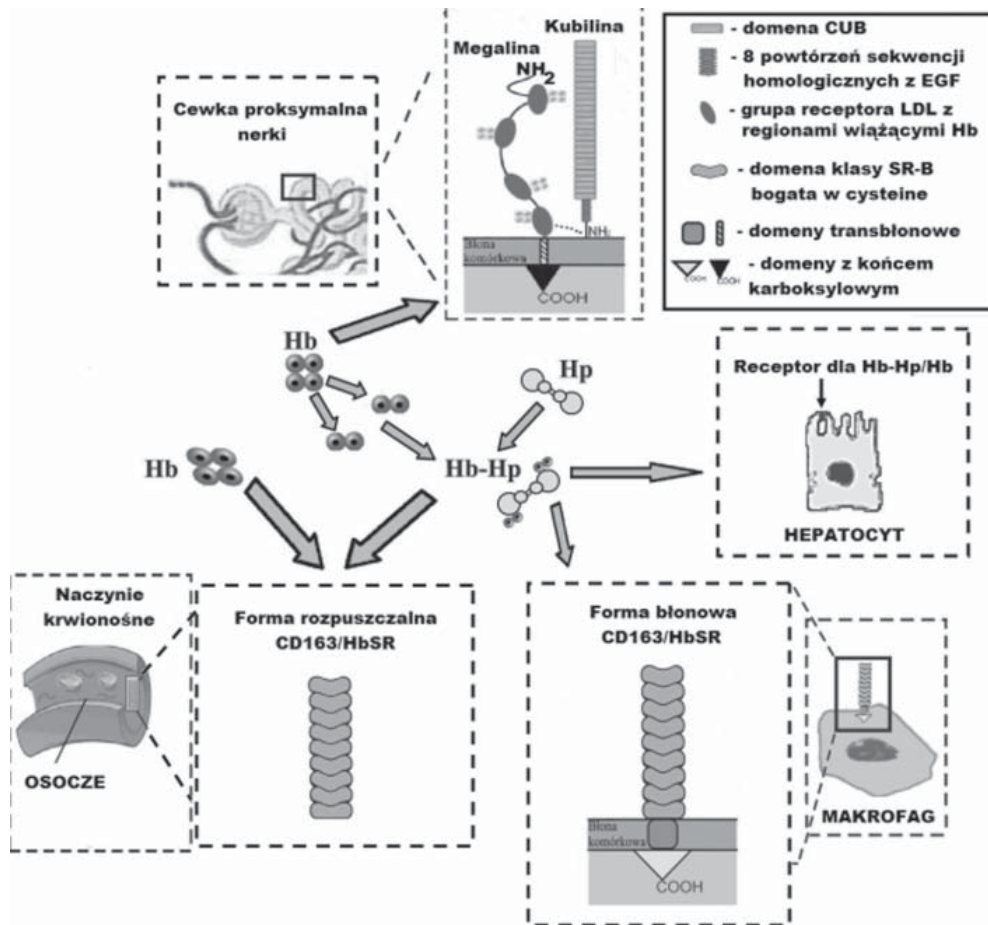 Cewka proksymalna
nerki
Kubilina
Megalina
NH2
NH2
Błona
komórkowa
COOH
- domena CUB
- 8 powtórzeń sekwencji
homologicznych z EGF
- grupa receptora LDL z
regionami wiążącymi Hb
- domena klasy SR-B
bogata w cysteine
- domeny transbłonowe
COOH
COOH
- domeny z końcem
karboksylowym
Hb
Hp
Hb
Hb-Hp
Receptor dla Hb-Hp/Hb
HEPATOCYT
Naczynie
krwionośne
OSOCZE
Forma rozpuszczalna
CD163/HbSR
Forma błonowa
CD163/HbSR
Błona
komórkowa
COOH
MAKROFAG